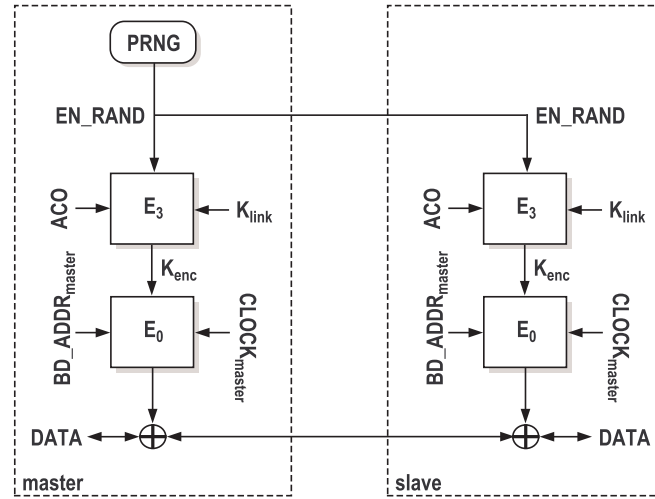 PRNG
EN_RAND
EN_RAND
ACO
E3
Klink
ACO
E3
Klink
Kenc
Kenc
BD_ADDRmaster
E0
CLOCKmaster
BD_ADDRmaster
E0
CLOCKmaster
DATA
DATA
master
slave